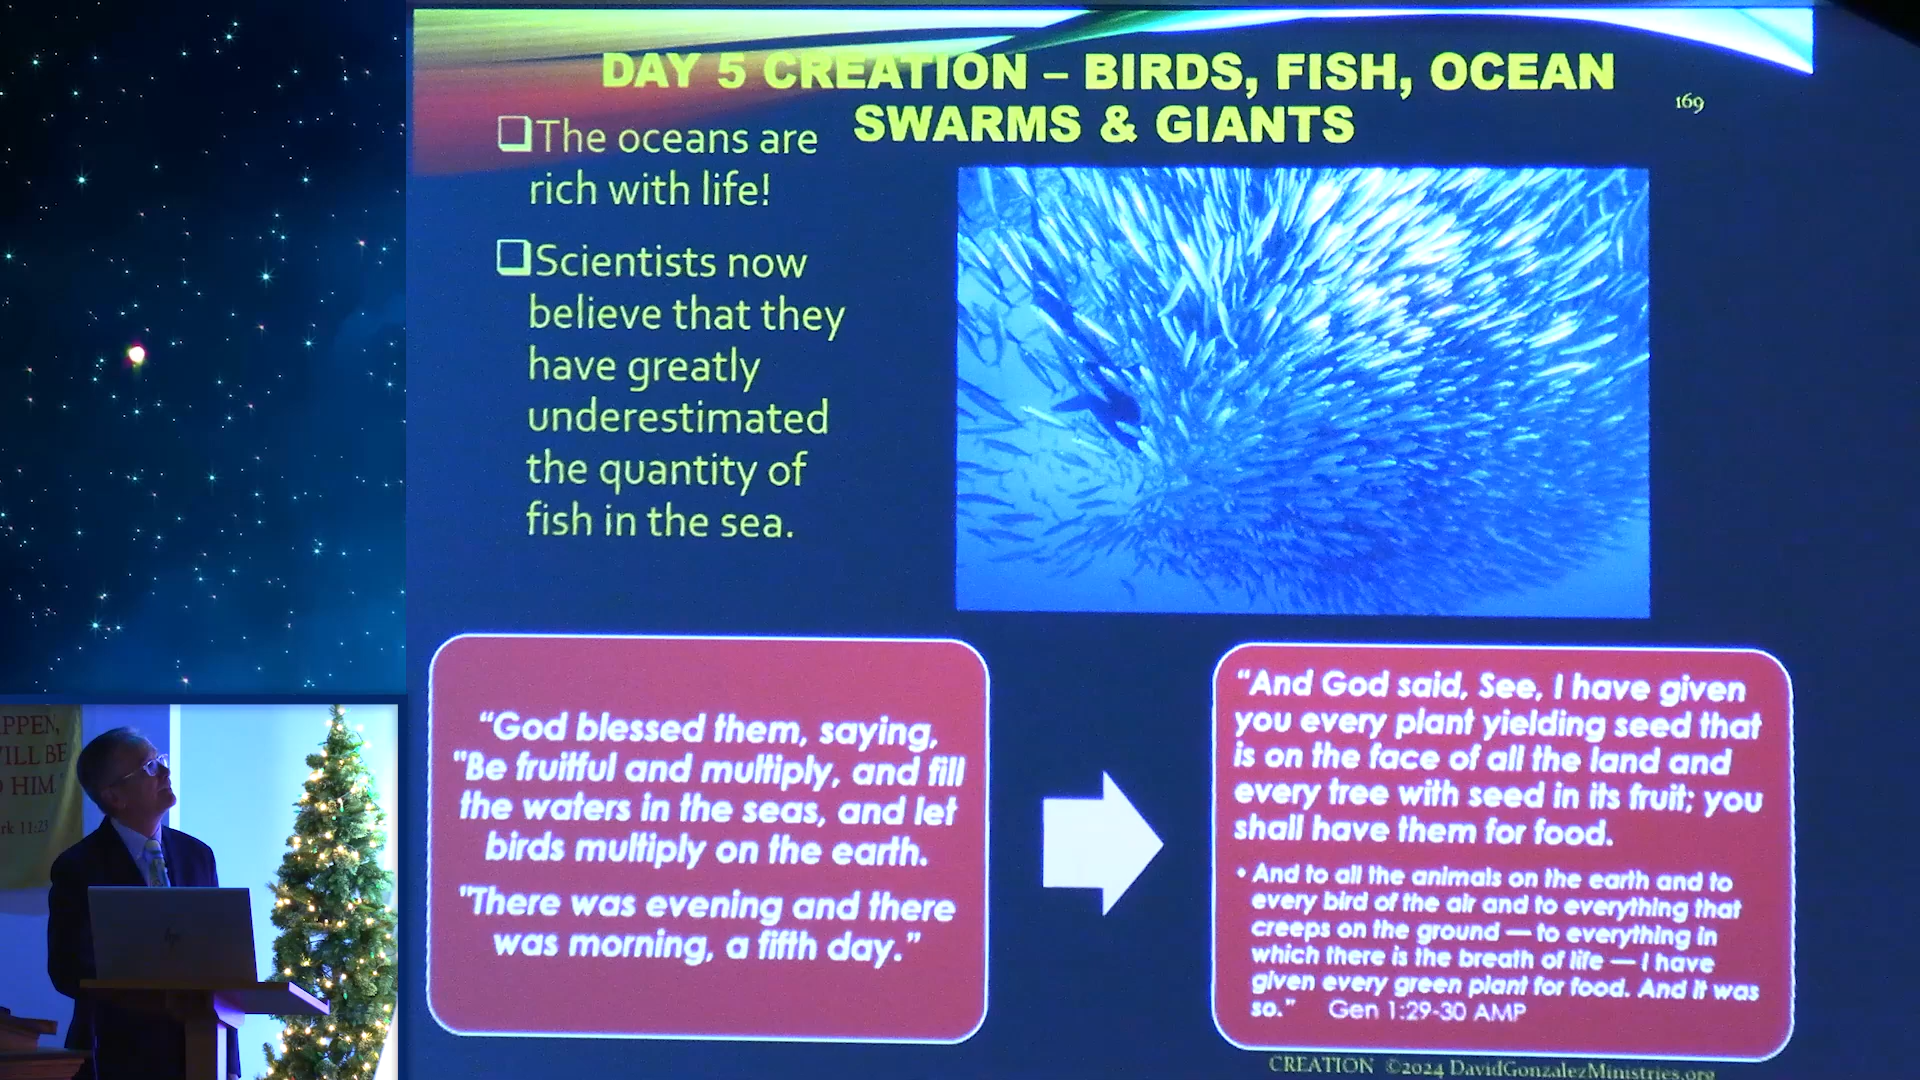 DAY 5 CREATION – BIRDS, FISH, OCEAN
SWARMS & GIANTS
169
The oceans are
rich with life!
Scientists now
believe that they
have greatly
underestimated
the quantity of
fish in the sea.
“God blessed them, saying,
"Be fruitful and multiply, and fill
the waters in the seas, and let
birds multiply on the earth.
"There was evening and there
was morning, a fifth day.”
“And God said, See, I have given
you every plant yielding seed that
is on the face of all the land and
every tree with seed in its fruit; you
shall have them for food.
• And to all the animals on the earth and to
every bird of the air and to everything that
creeps on the ground — to everything in
which there is the breath of life — I have
given every green plant for food. And it was
so.” Gen 1:29-30 AMP
CREATION ©2024 DavidGonzalezMinistries.org
PPEN,
ILL BE
HIM
rk 11:23
hp